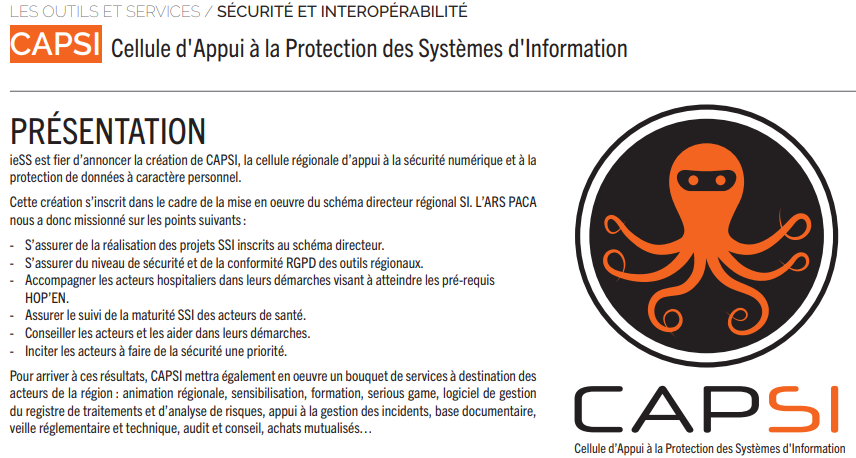 LES OUTILS ET SERVICES / SÉCURITÉ ET INTEROPÉRABILITÉ
CAPSI Cellule d'Appui à la Protection des Systèmes d'Information
PRÉSENTATION
ieSS est fier d'annoncer la création de CAPSI, la cellule régionale d'appui à la sécurité numérique et à la
protection de données à caractère personnel.
Cette création s'inscrit dans le cadre de la mise en oeuvre du schéma directeur régional SI. L'ARS PACA
nous a donc missionné sur les points suivants :
- S'assurer de la réalisation des projets SSI inscrits au schéma directeur.
- S'assurer du niveau de sécurité et de la conformité RGPD des outils régionaux.
- Accompagner les acteurs hospitaliers dans leurs démarches visant à atteindre les pré-requis
HOP'EN.
- Assurer le suivi de la maturité SSI des acteurs de santé.
- Conseiller les acteurs et les aider dans leurs démarches.
- Inciter les acteurs à faire de la sécurité une priorité.
Pour arriver à ces résultats, CAPSI mettra également en oeuvre un bouquet de services à destination des
acteurs de la région : animation régionale, sensibilisation, formation, serious game, logiciel de gestion
du registre de traitements et d'analyse de risques, appui à la gestion des incidents, base documentaire,
veille réglementaire et technique, audit et conseil, achats mutualisés…
CAPSI
Cellule d'Appui à la Protection des Systèmes d'Information